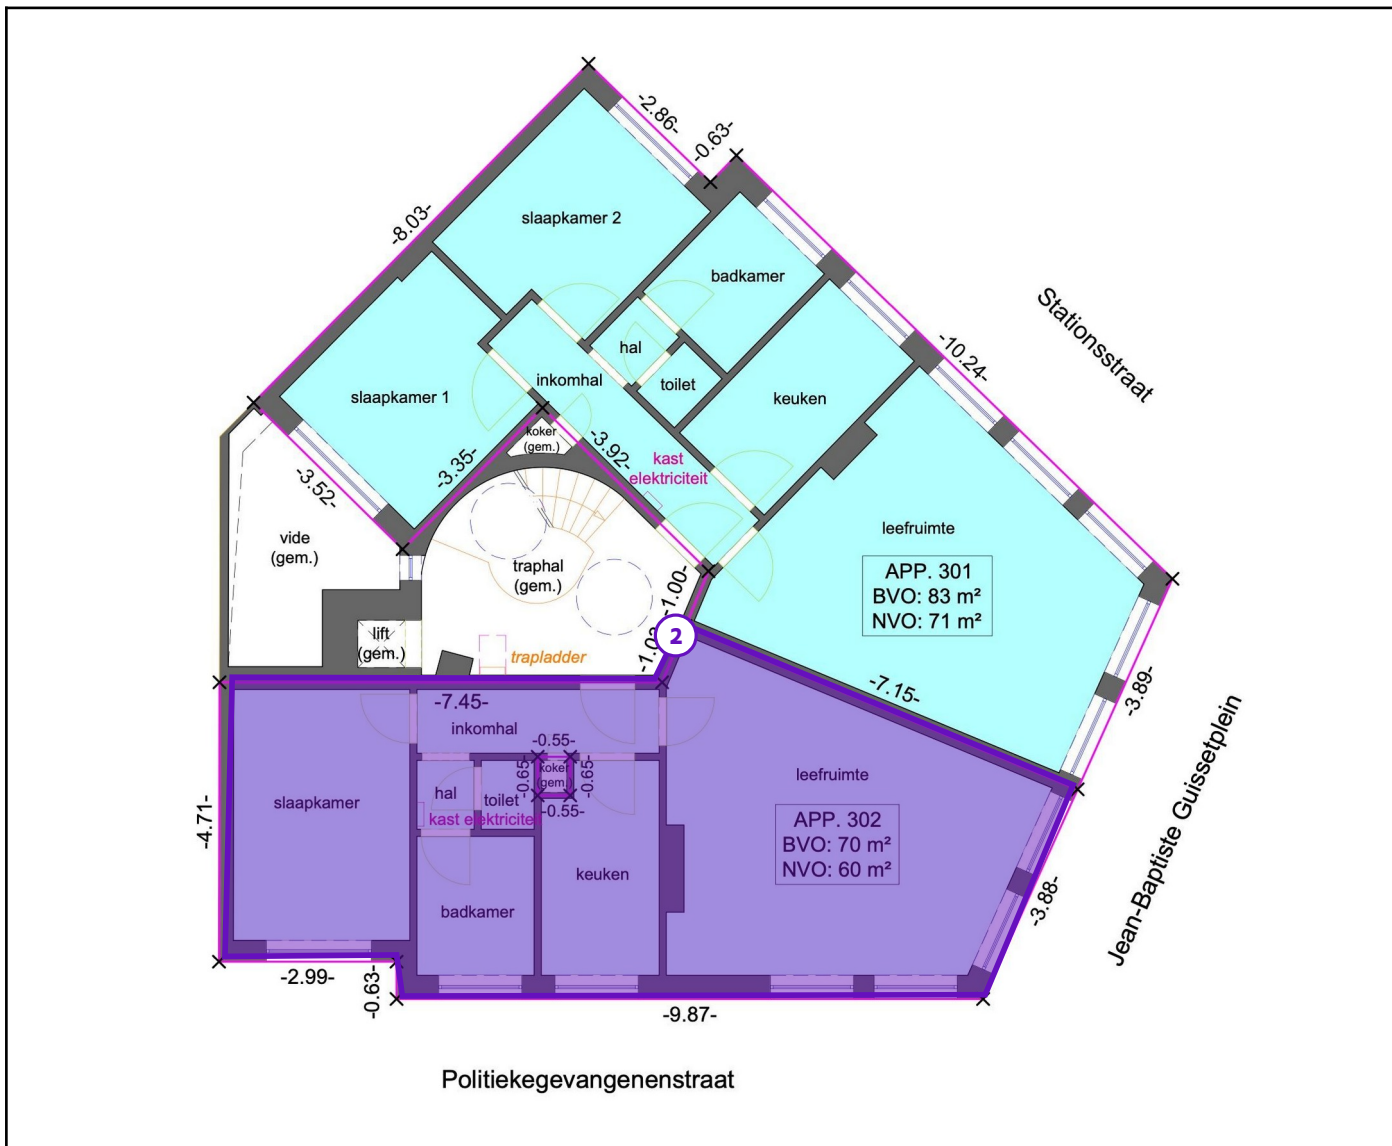 -2.86-
-0.63-
-8.03-
slaapkamer 2
badkamer
Stationsstraat
-10.24-
hal
toilet
inkomhal
keuken
slaapkamer 1
koker
(gem.)
-3.92-
kast
elektriciteit
-3.35-
-3.52-
leefruimte
vide
(gem.)
traphal
(gem.)
APP. 301
BVO: 83 m²
NVO: 71 m²
-1.00-
lift
(gem.)
2
trapladder
-7.15-
-3.89-
-7.45-
inkomhal
-0.55-
koker
(gem.)
-0.65-
-0.65-
-0.55-
leefruimte
slaapkamer
hal
toilet
kast elektriciteit
APP. 302
BVO: 70 m²
NVO: 60 m²
-4.71-
keuken
badkamer
-3.88-
Jean-Baptiste Guissetplein
-2.99-
-0.63-
-9.87-
Politiekegevangenenstraat